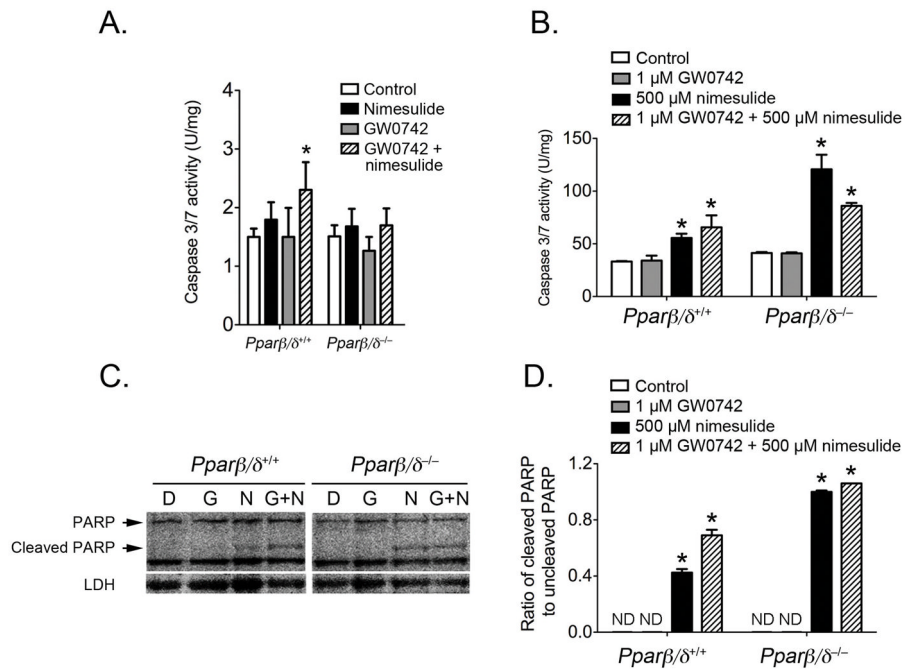 A.
Control
Nimesulide
GW0742
GW0742 +
nimesulide
Caspase 3/7 activity (U/mg)
4
3
2
1
0
*
Pparβ/δ+/+
Pparβ/δ−/−
B.
Control
1 µM GW0742
500 µM nimesulide
1 µM GW0742 + 500 µM nimesulide
Caspase 3/7 activity (U/mg)
150
100
50
0
* * * *
Pparβ/δ+/+
Pparβ/δ−/−
C.
Pparβ/δ+/+ Pparβ/δ−/−
D G N G+N D G N G+N
PARP
Cleaved PARP
LDH
D.
Control
1 µM GW0742
500 µM nimesulide
1 µM GW0742 + 500 µM nimesulide
Ratio of cleaved PARP
to uncleaved PARP
1.2
0.8
0.4
0.0
* * * *
ND ND ND ND
Pparβ/δ+/+
Pparβ/δ−/−